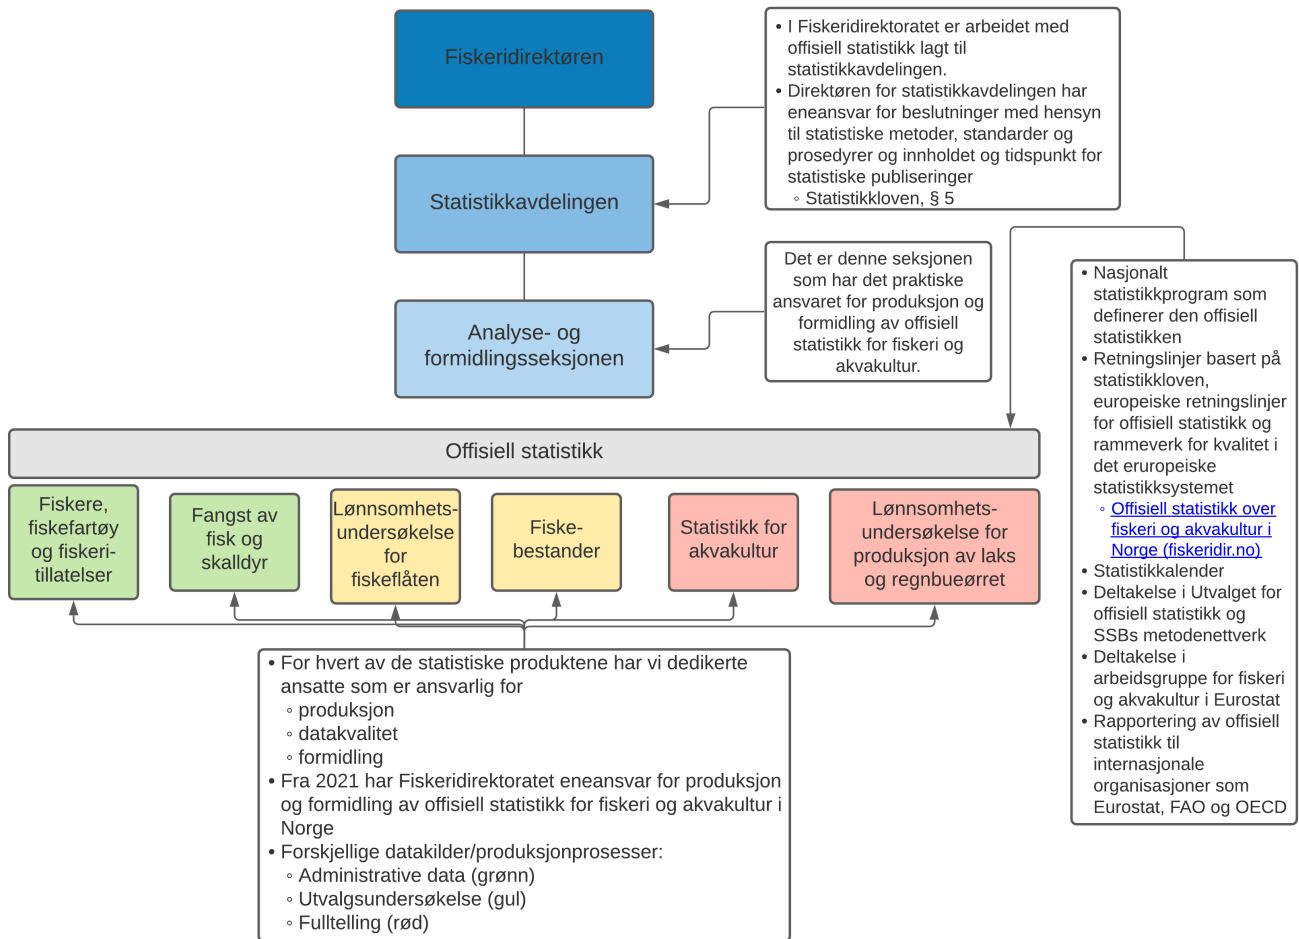 Fiskeridirektøren
• I Fiskeridirektoratet er arbeidet med
offisiell statistikk lagt til
statistikkavdelingen.
• Direktøren for statistikkavdelingen har
eneansvar for beslutninger med hensyn
til statistiske metoder, standarder og
prosedyrer og innholdet og tidspunkt for
statistiske publiseringer
◦ Statistikkloven, § 5
Statistikkavdelingen
Det er denne seksjonen
som har det praktiske
ansvaret for produksjon og
formidling av offisiell
statistikk for fiskeri og
akvakultur.
Analyse- og
formidlingsseksjonen
• Nasjonalt
statistikkprogram som
definerer den offisiell
statistikken
• Retningslinjer basert på
statistikkloven,
europeiske retningslinjer
for offisiell statistikk og
rammeverk for kvalitet i
det eruropeiske
statistikksystemet
◦ Offisiell statistikk over
fiskeri og akvakultur i
Norge (fiskeridir.no)
• Statistikkalender
• Deltakelse i Utvalget for
offisiell statistikk og
SSBs metodenettverk
• Deltakelse i
arbeidsgruppe for fiskeri
og akvakultur i Eurostat
• Rapportering av offisiell
statistikk til
internasjonale
organisasjoner som
Eurostat, FAO og OECD
Offisiell statistikk
Fiskere,
fiskefartøy
og fiskeri-
tillatelser
Fangst av
fisk og
skalldyr
Lønnsomhets-
undersøkelse
for
fiskeflåten
Fiske-
bestander
Statistikk for
akvakultur
Lønnsomhets-
undersøkelse for
produksjon av laks
og regnbueørret
• For hvert av de statistiske produktene har vi dedikerte
ansatte som er ansvarlig for
◦ produksjon
◦ datakvalitet
◦ formidling
• Fra 2021 har Fiskeridirektoratet eneansvar for produksjon
og formidling av offisiell statistikk for fiskeri og akvakultur i
Norge
• Forskjellige datakilder/produksjonprosesser:
◦ Administrative data (grønn)
◦ Utvalgsundersøkelse (gul)
◦ Fulltelling (rød)